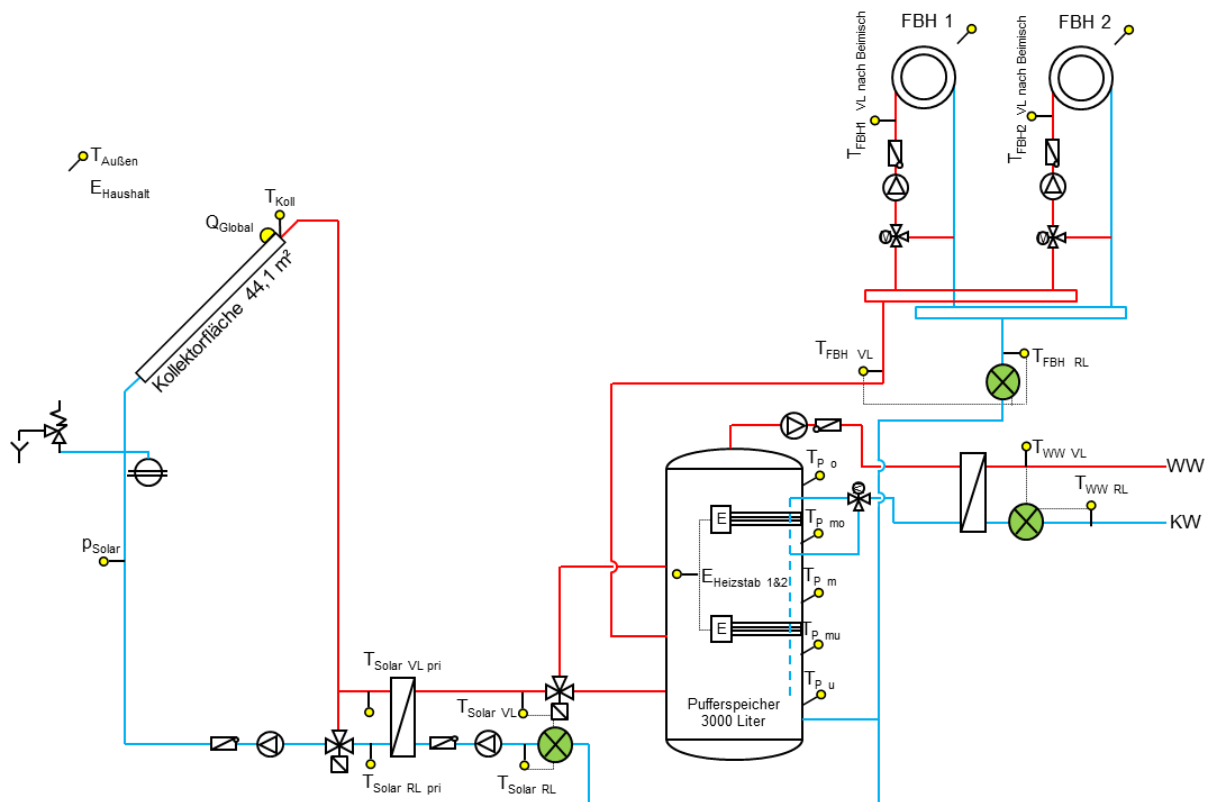 FBH 1
FBH 2
T_FBH1 VL nach Beimisch
T_FBH2 VL nach Beimisch
M
M
T_Außen
E_Haushalt
T_Koll
Q_Global
Kollektorfläche 44,1 m²
T_FBH VL
T_FBH RL
T_P o
T_WW VL
WW
T_WW RL
KW
E
T_P mo
M
p_Solar
E_Heizstab 1&2
T_P m
E
T_P mu
T_Solar VL pri
T_P u
T_Solar VL
Pufferspeicher
3000 Liter
T_Solar RL pri
T_Solar RL